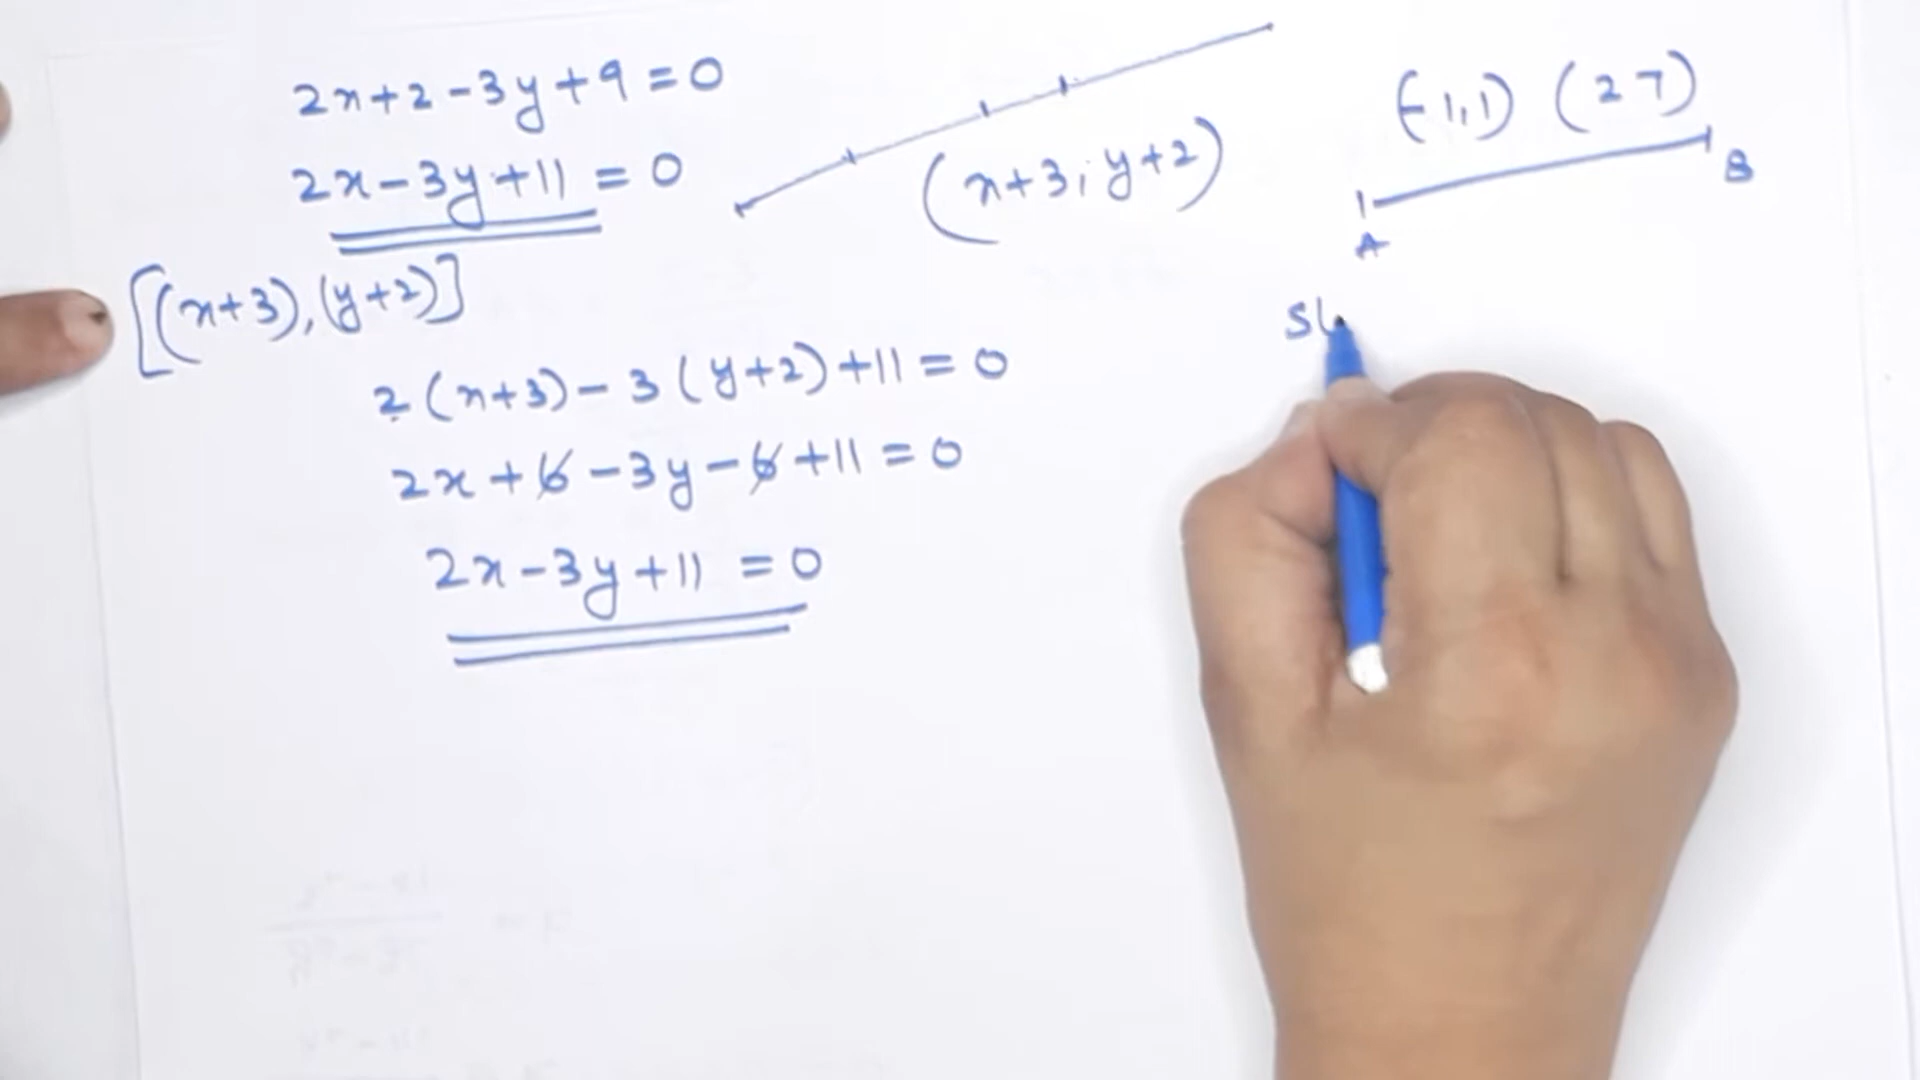 2x+2-3y+9=0
2x-3y+11=0
[(x+3),(y+2)]
2(x+3)-3(y+2)+11=0
2x+6-3y-6+11=0
2x-3y+11=0
(x+3, y+2)
(-1,1) (2 7)
A B
Sl